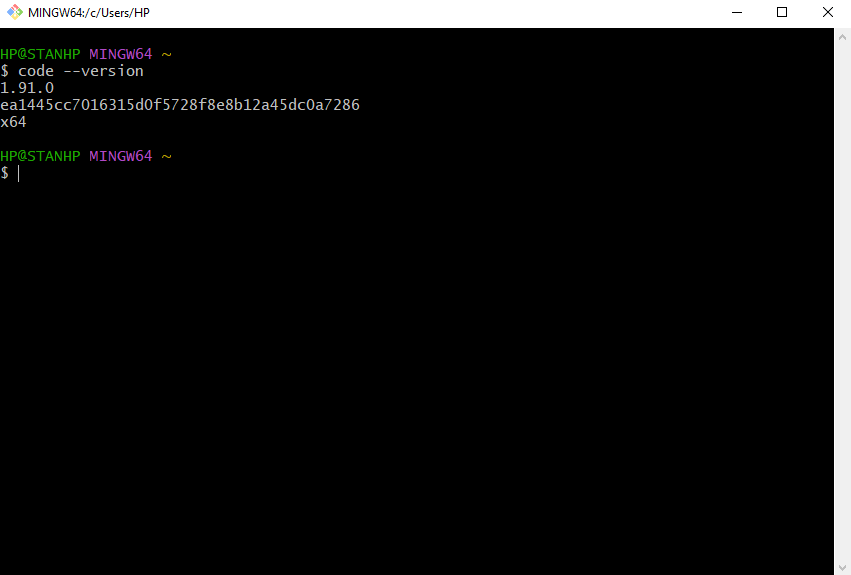 MINGW64:/c/Users/HP
HP@STANHP MINGW64 ~
$ code --version
1.91.0
ea1445cc7016315d0f5728f8e8b12a45dc0a7286
x64
HP@STANHP MINGW64 ~
$